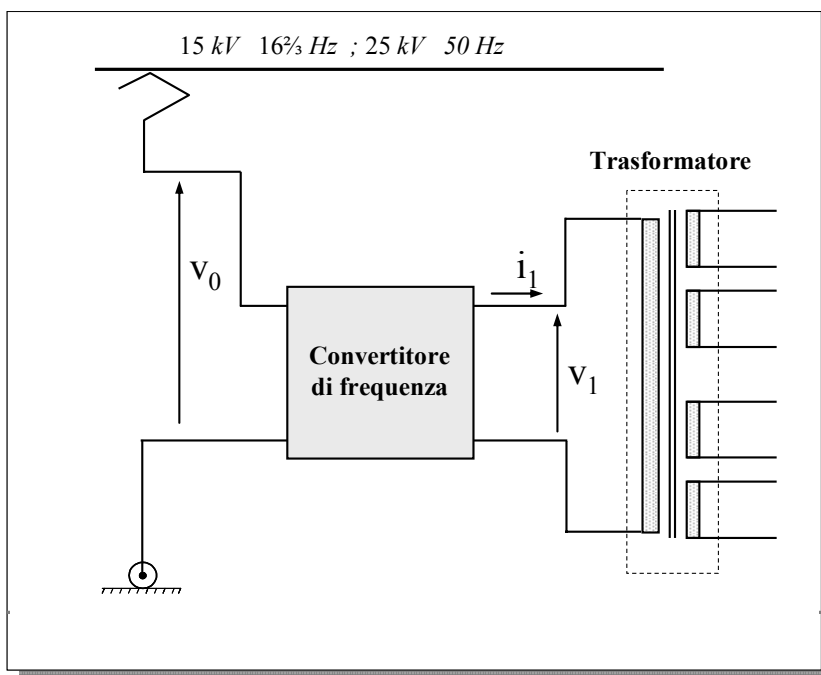 15 kV 16⅔ Hz ; 25 kV 50 Hz
Trasformatore
v₀
i₁
Convertitore
di frequenza
v₁